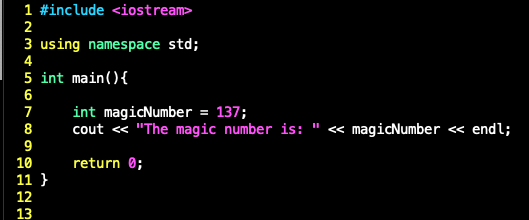 1 #include <iostream>
2
3 using namespace std;
4
5 int main(){
6
7     int magicNumber = 137;
8     cout << "The magic number is: " << magicNumber << endl;
9
10     return 0;
11 }
12
13